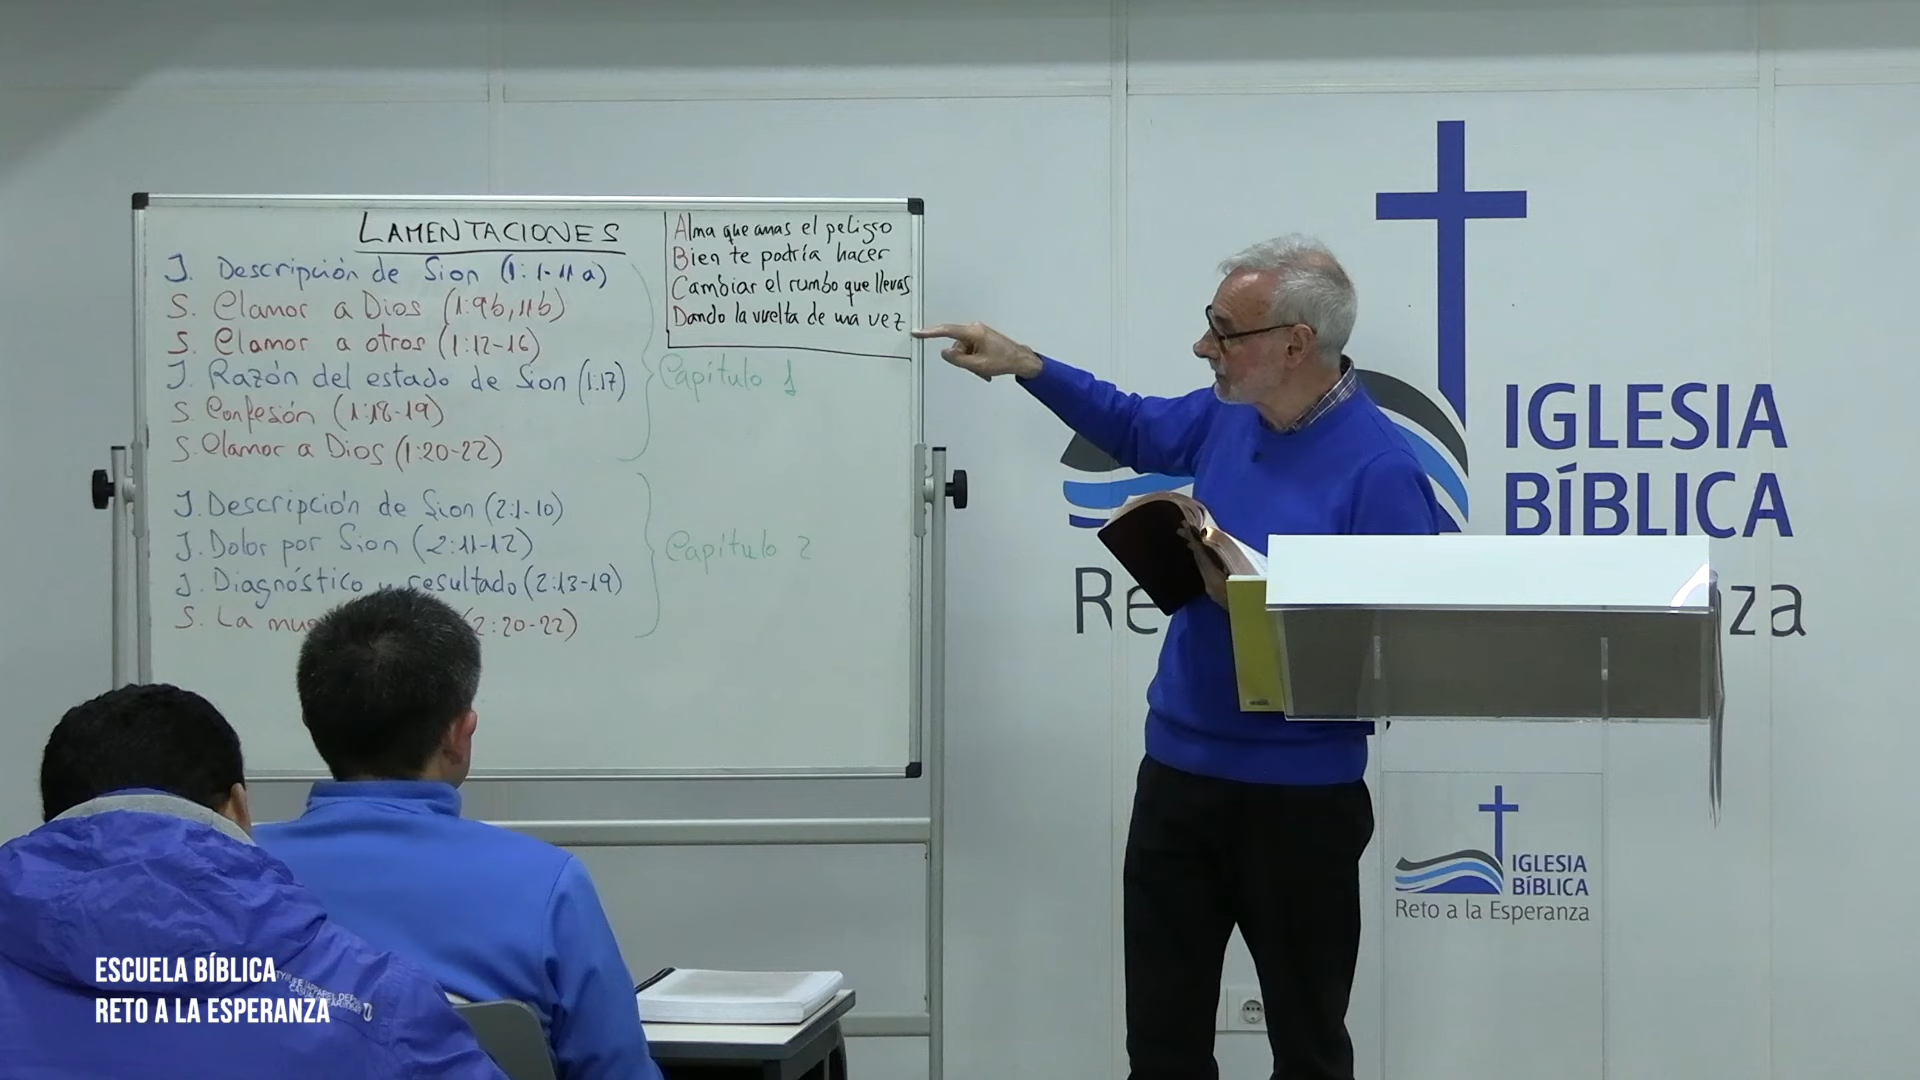 LAMENTACIONES
J. Descripción de Sion (1:1-11a)
S. Clamor a Dios (1:9b,11b)
S. Clamor a otros (1:12-16)
J. Razón del estado de Sion (1:17)
S. Confesión (1:18-19)
S. Clamor a Dios (1:20-22)
Capítulo 1
J. Descripción de Sion (2:1-10)
J. Dolor por Sion (2:11-12)
J. Diagnóstico y resultado (2:13-19)
S. La (2:20-22)
Capítulo 2
Alma que amas el peligro
Bien te podría hacer
Cambiar el rumbo que llevas
Dando la vuelta de una vez
IGLESIA
BÍBLICA
Re nza
IGLESIA
BÍBLICA
Reto a la Esperanza
ESCUELA BÍBLICA
RETO A LA ESPERANZA